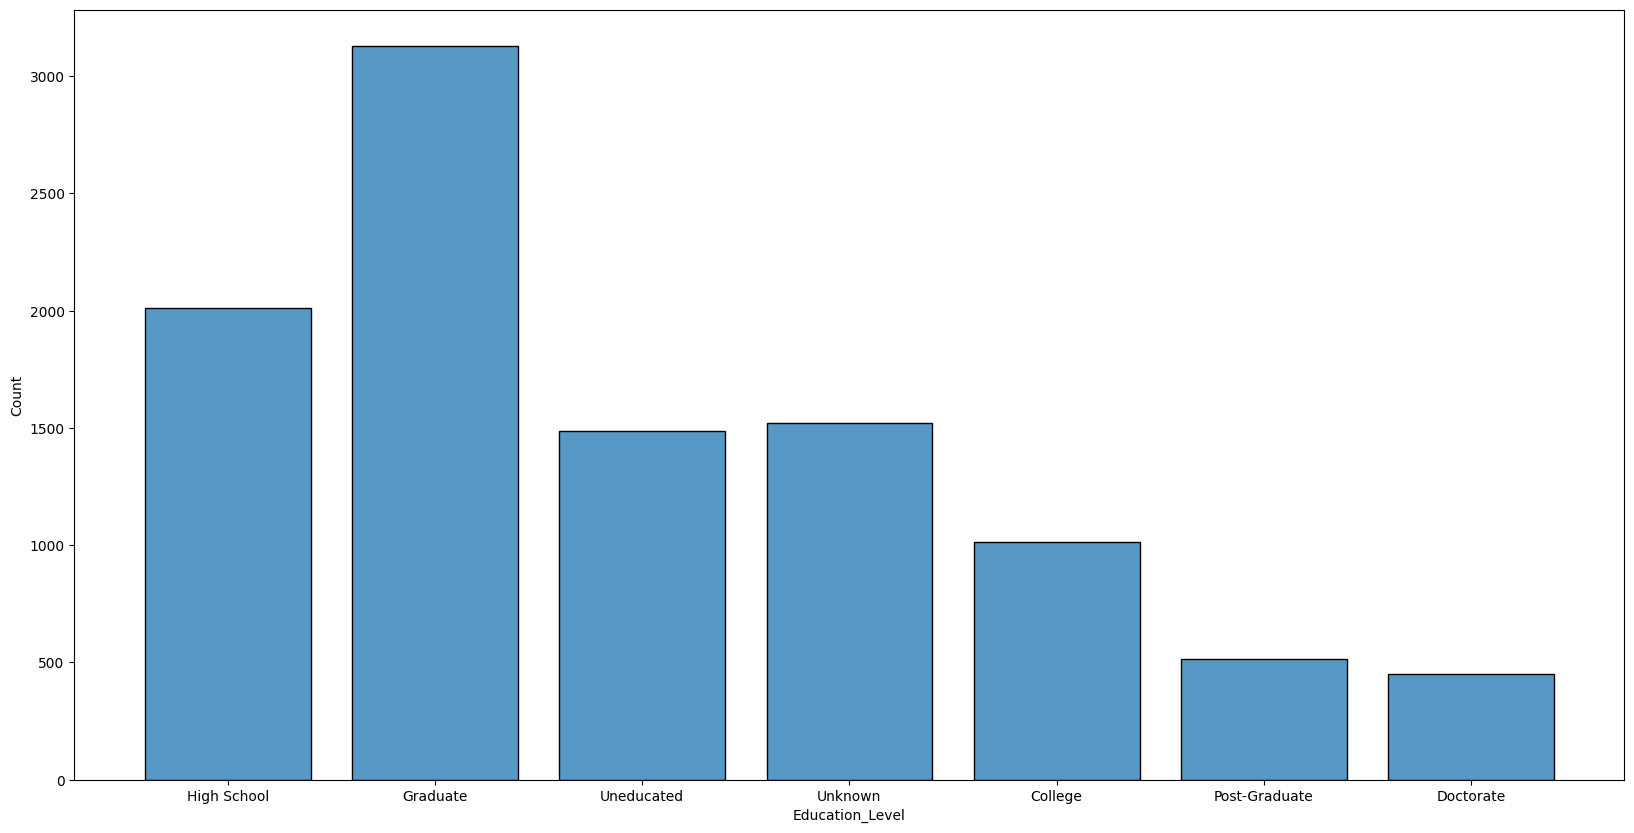 3000
2500
2000
1500
1000
500
0
Count
High School Graduate Uneducated Unknown College Post-Graduate Doctorate
Education_Level